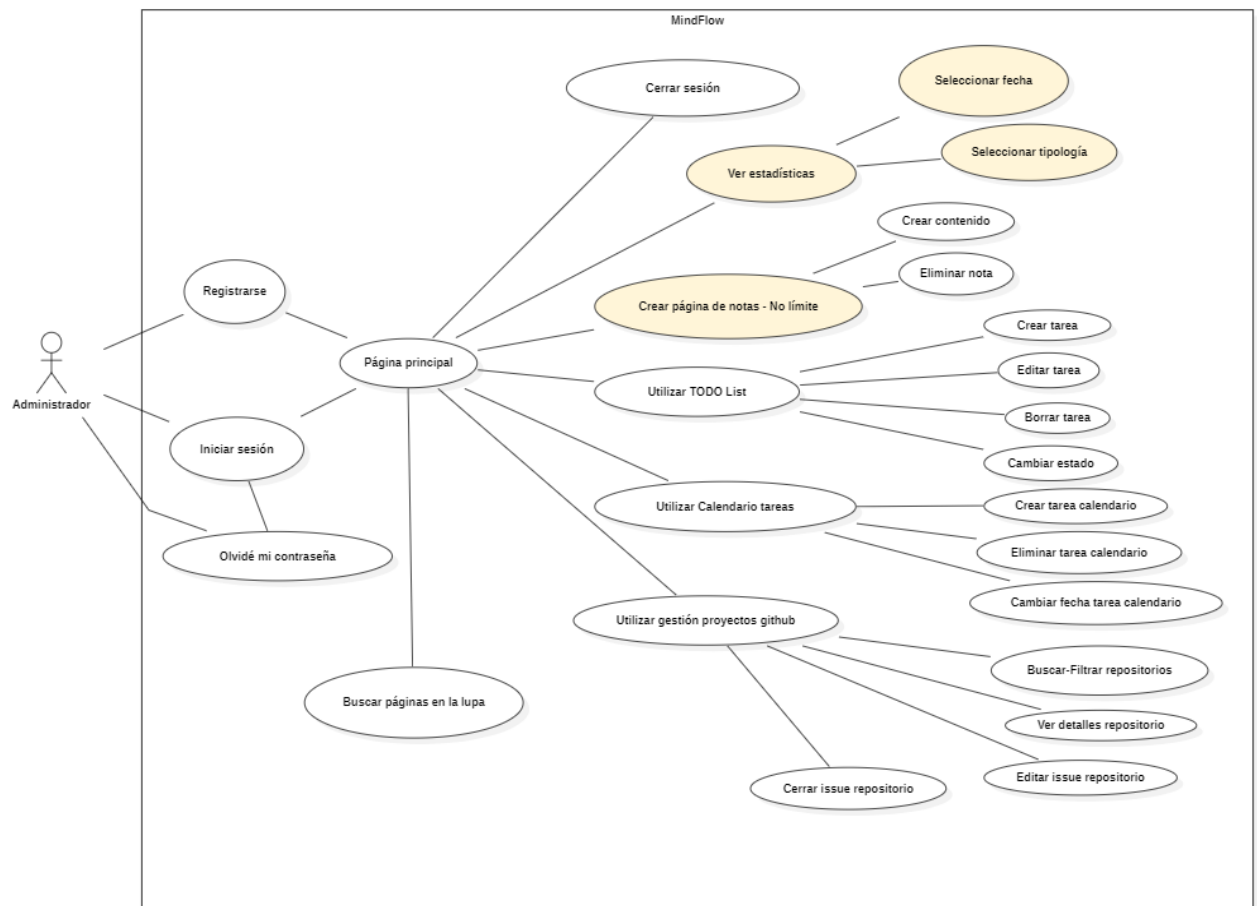 MindFlow
Cerrar sesión
Seleccionar fecha
Seleccionar tipología
Ver estadísticas
Crear contenido
Eliminar nota
Registrarse
Crear página de notas - No límite
Crear tarea
Página principal
Editar tarea
Utilizar TODO List
Administrador
Borrar tarea
Iniciar sesión
Cambiar estado
Utilizar Calendario tareas
Crear tarea calendario
Olvidé mi contraseña
Eliminar tarea calendario
Cambiar fecha tarea calendario
Utilizar gestión proyectos github
Buscar-Filtrar repositorios
Buscar páginas en la lupa
Ver detalles repositorio
Editar issue repositorio
Cerrar issue repositorio